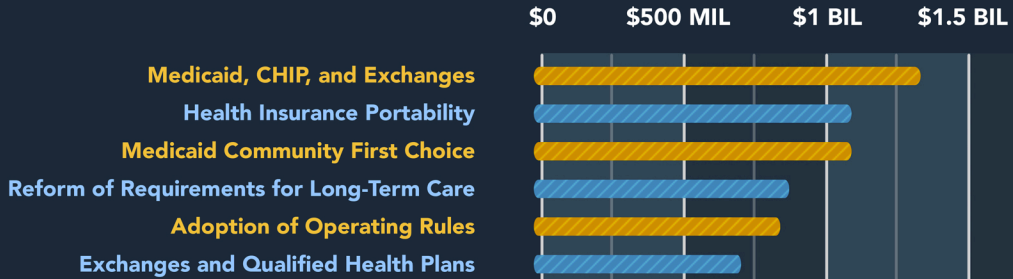 $0 $500 MIL $1 BIL $1.5 BIL
Medicaid, CHIP, and Exchanges
Health Insurance Portability
Medicaid Community First Choice
Reform of Requirements for Long-Term Care
Adoption of Operating Rules
Exchanges and Qualified Health Plans